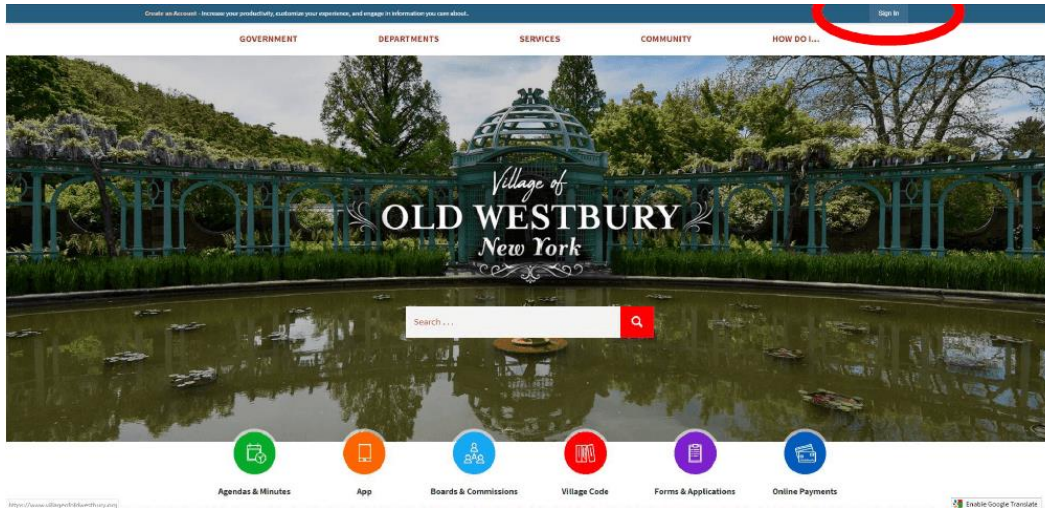 Create an Account - Increase your productivity, customize your experience, and engage in information you care about.
Sign In
GOVERNMENT DEPARTMENTS SERVICES COMMUNITY HOW DO I...
Village of
OLD WESTBURY
New York
Search . . .
Agendas & Minutes App Boards & Commissions Village Code Forms & Applications Online Payments
Enable Google Translate